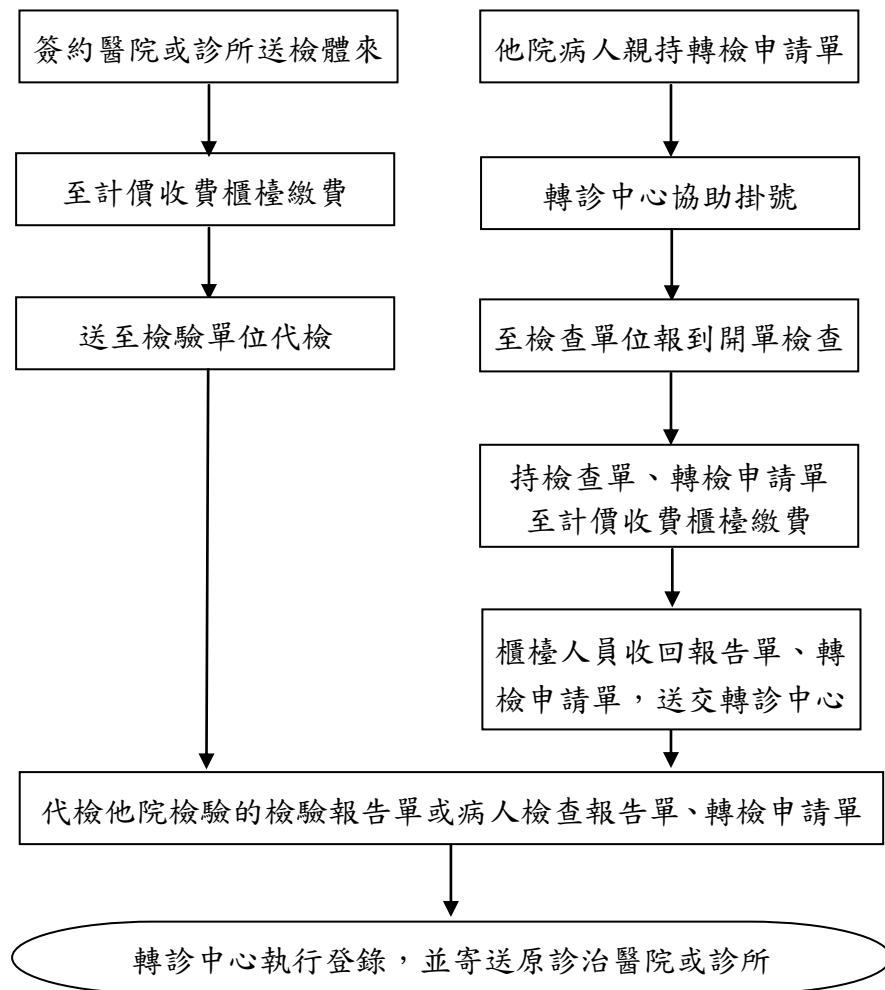 簽約醫院或診所送檢體來
至計價收費櫃檯繳費
送至檢驗單位代檢
他院病人親持轉檢申請單
轉診中心協助掛號
至檢查單位報到開單檢查
持檢查單、轉檢申請單
至計價收費櫃檯繳費
櫃檯人員收回報告單、轉
檢申請單，送交轉診中心
代檢他院檢驗的檢驗報告單或病人檢查報告單、轉檢申請單
轉診中心執行登錄，並寄送原診治醫院或診所